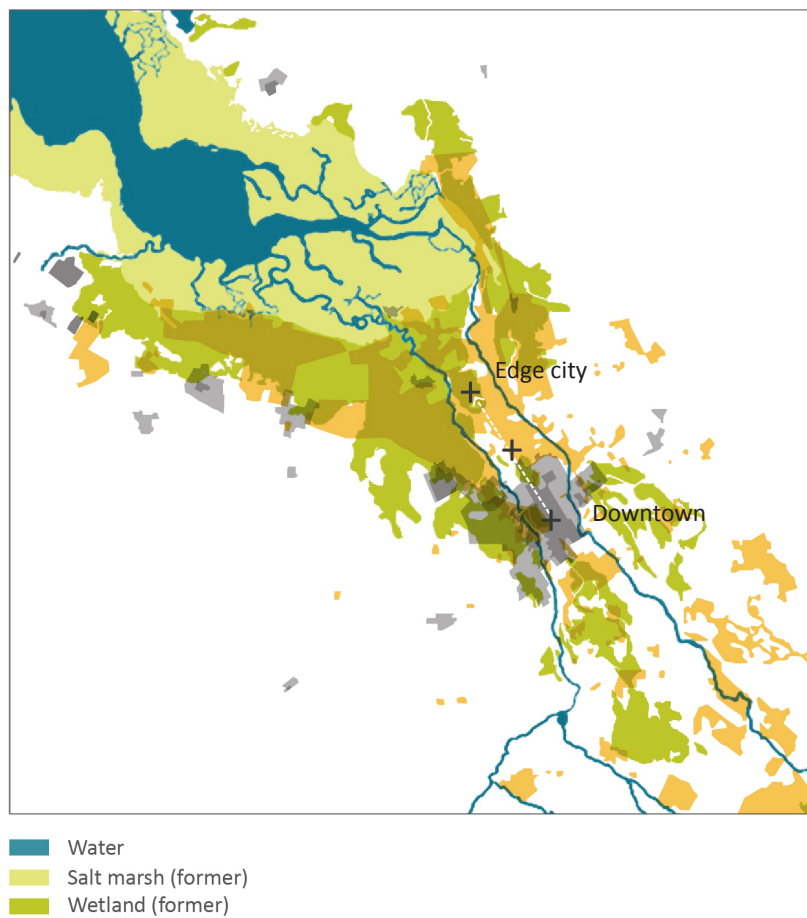 Edge city
Downtown
Water
Salt marsh (former)
Wetland (former)